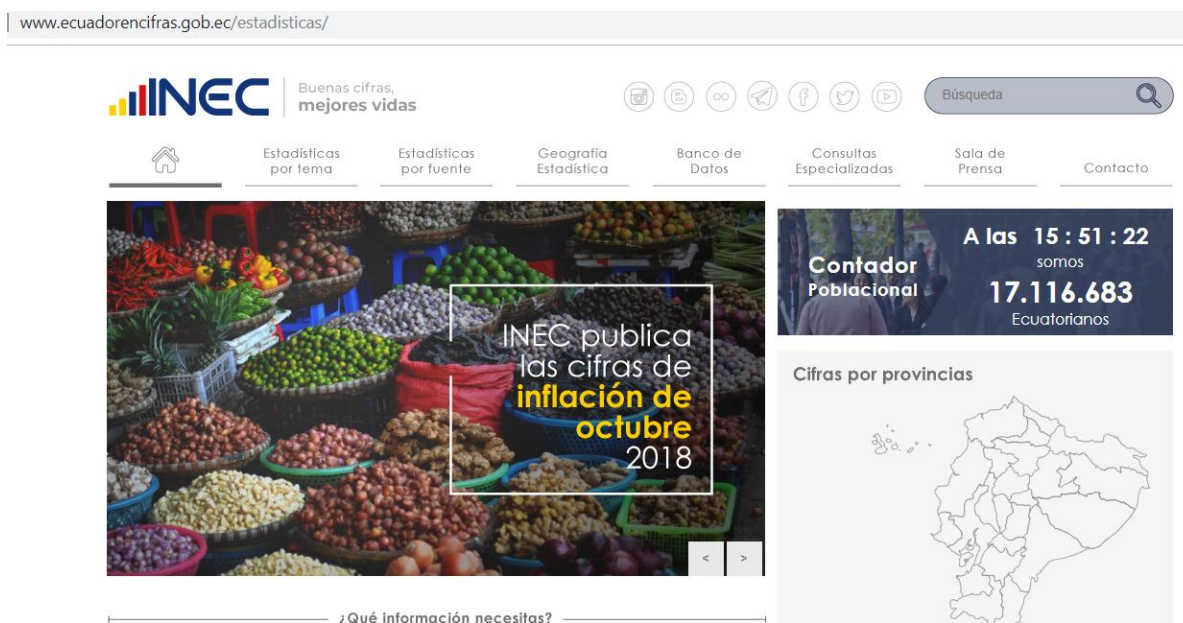 www.ecuadorencifras.gob.ec/estadisticas/
INEC
Buenas cifras,
mejores vidas
Búsqueda
Estadísticas
por tema
Estadísticas
por fuente
Geografía
Estadística
Banco de
Datos
Consultas
Especializadas
Sala de
Prensa
Contacto
INEC publica
las cifras de
inflación de
octubre
2018
< >
Contador
Poblacional
A las 15 : 51 : 22
somos
17.116.683
Ecuatorianos
Cifras por provincias
¿Qué información necesitas?